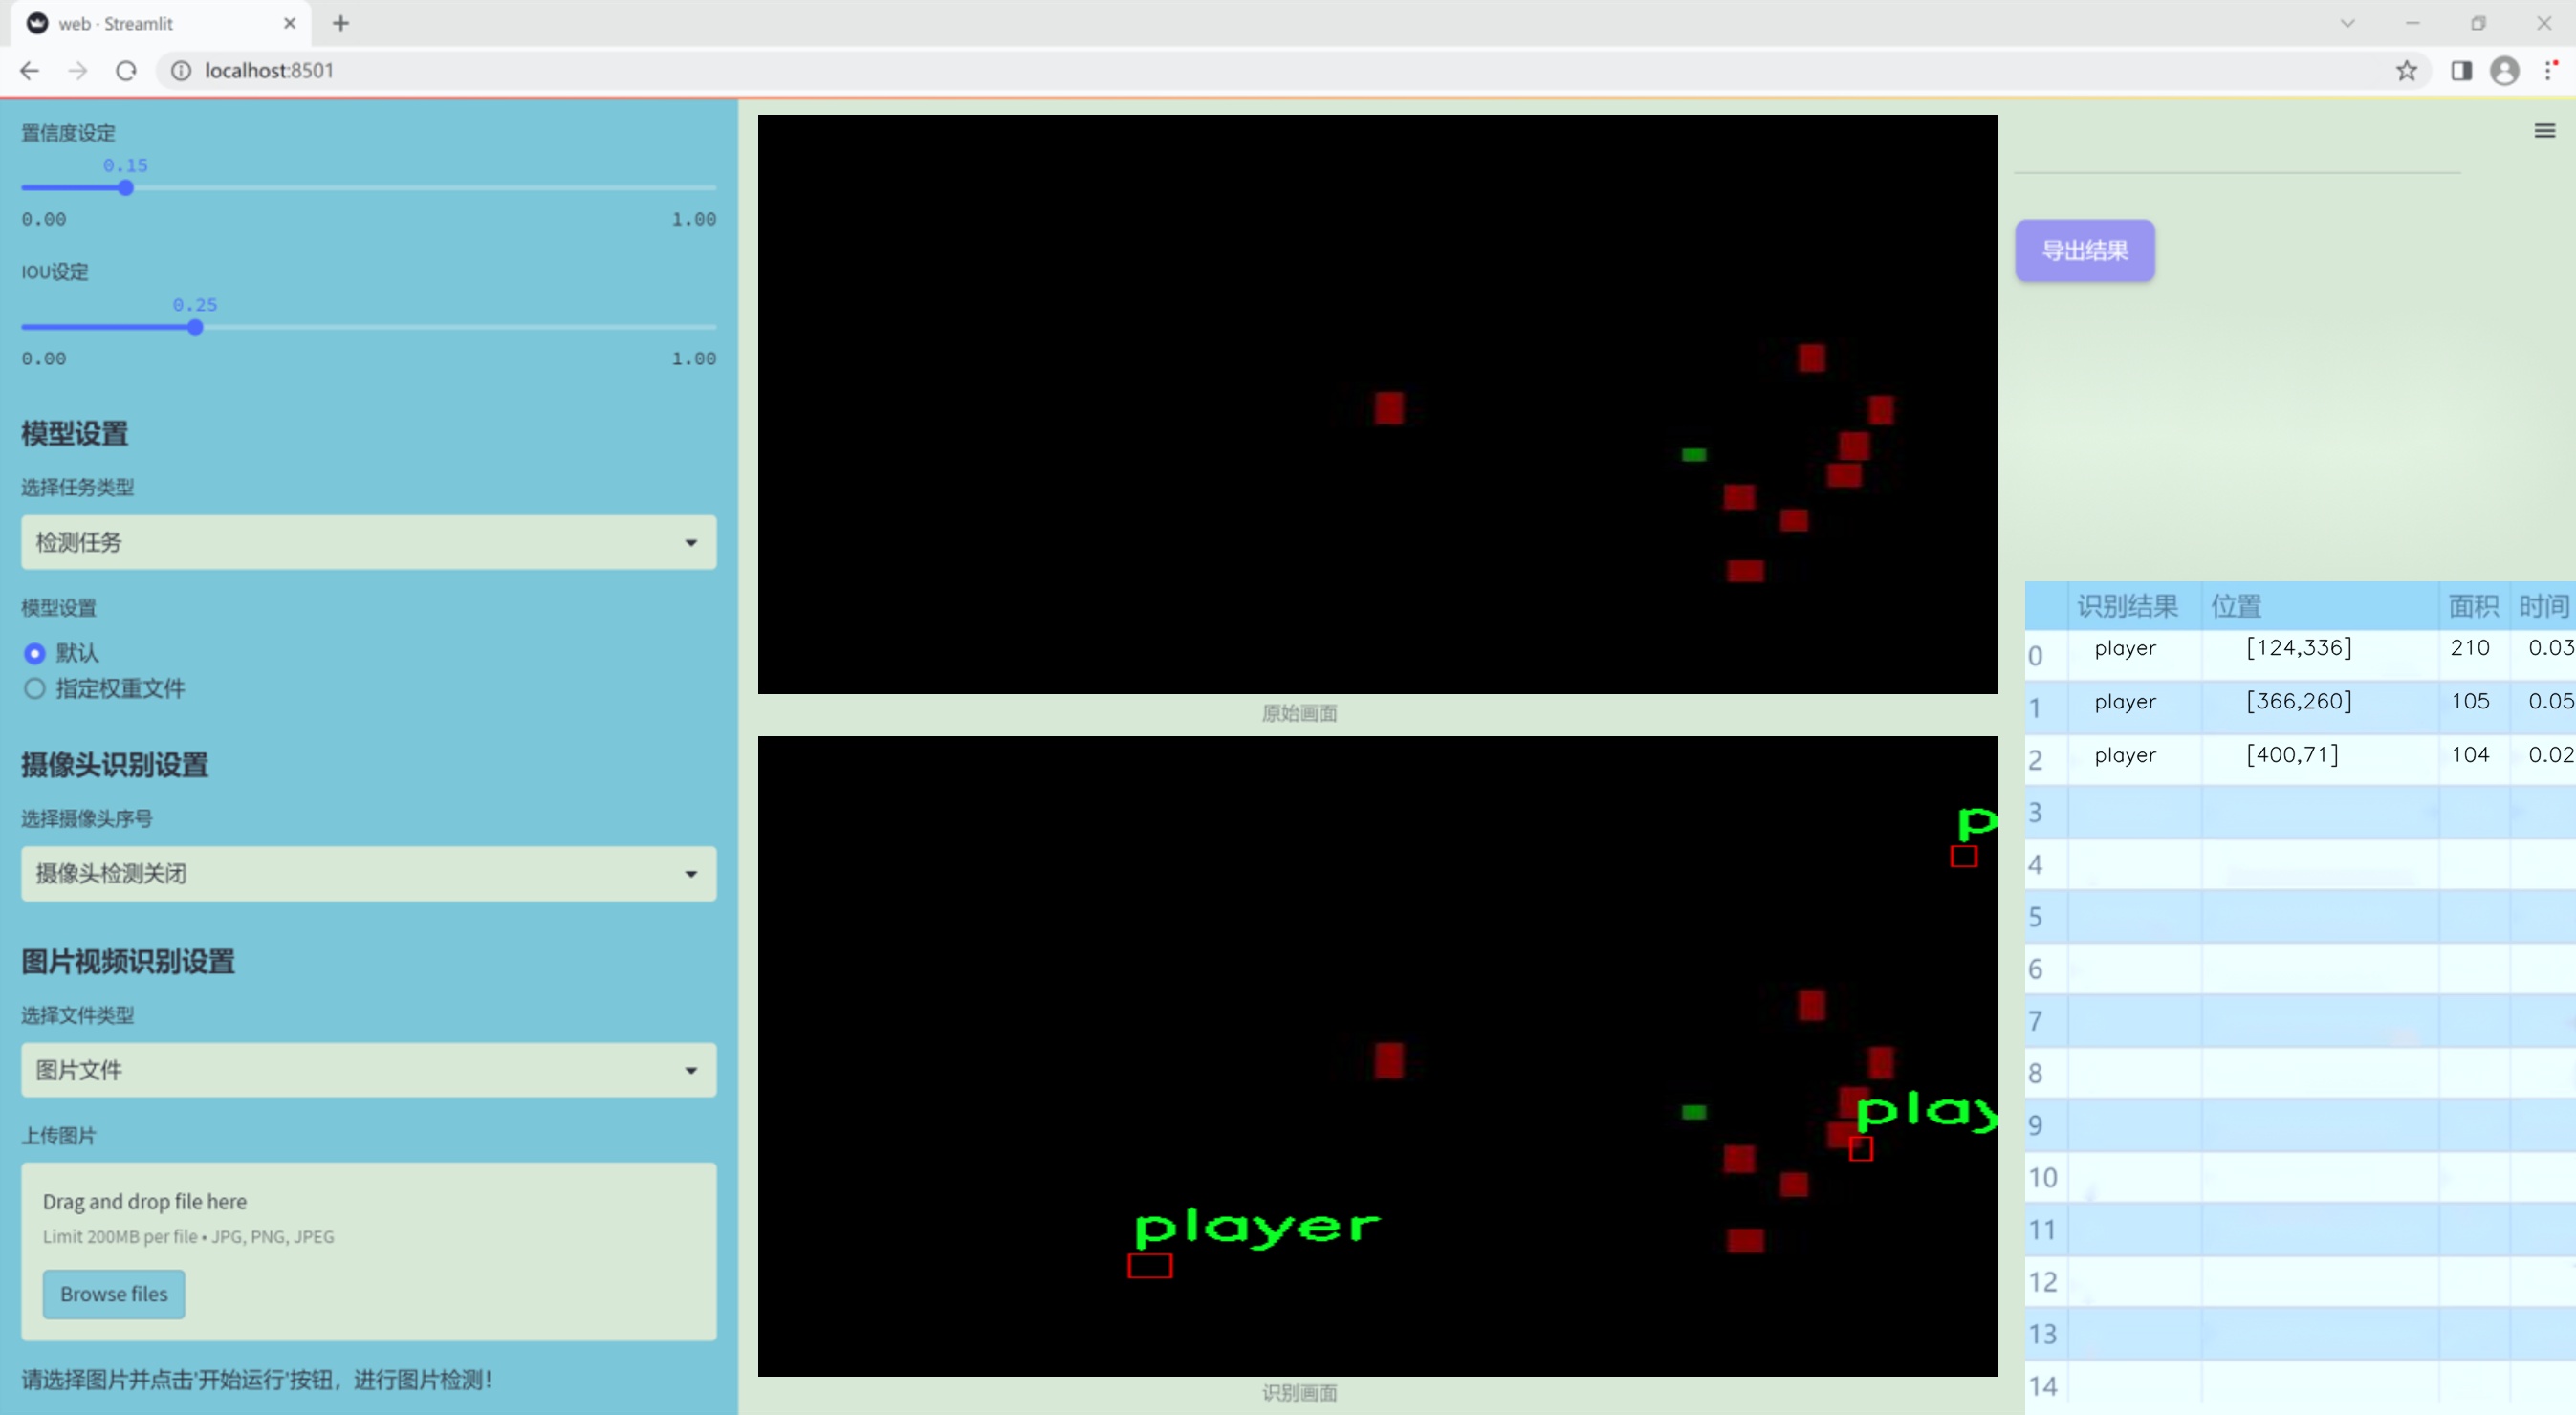 web · Streamlit
localhost:8501
置信度设定
0.15
0.00 1.00
IOU设定
0.25
0.00 1.00
模型设置
选择任务类型
检测任务
模型设置
默认
指定权重文件
摄像头识别设置
选择摄像头序号
摄像头检测关闭
图片视频识别设置
选择文件类型
图片文件
上传图片
Drag and drop file here
Limit 200MB per file • JPG, PNG, JPEG
Browse files
请选择图片并点击'开始运行'按钮，进行图片检测！
原始画面
p
play
player
识别画面
导出结果
识别结果 位置 面积 时间
0 player [124,336] 210 0.03
1 player [366,260] 105 0.05
2 player [400,71] 104 0.02
3
4
5
6
7
8
9
10
11
12
13
14